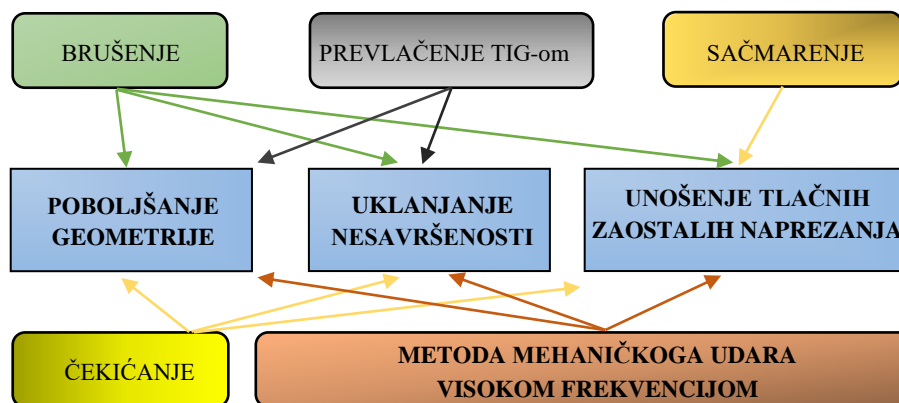 BRUŠENJE
PREVLAČENJE TIG-om
SAČMARENJE
POBOLJŠANJE
GEOMETRIJE
UKLANJANJE
NESAVRŠENOSTI
UNOŠENJE TLAČNIH
ZAOSTALIH NAPREZANJA
ČEKIĆANJE
METODA MEHANIČKOGA UDARA
VISOKOM FREKVENCIJOM